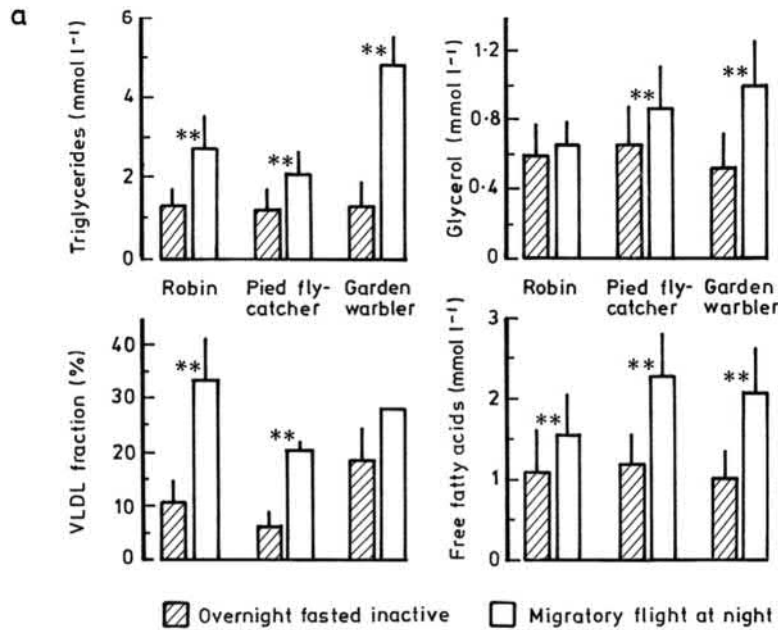 a
Triglycerides (mmol l⁻¹)
6
4
2
0
**
**
**
Robin
Pied fly-
catcher
Garden
warbler
Glycerol (mmol l⁻¹)
1·2
0·8
0·4
0
**
**
Robin
Pied fly-
catcher
Garden
warbler
VLDL fraction (%)
40
30
20
10
0
**
**
Free fatty acids (mmol l⁻¹)
3
2
1
0
**
**
**
Overnight fasted inactive
Migratory flight at night